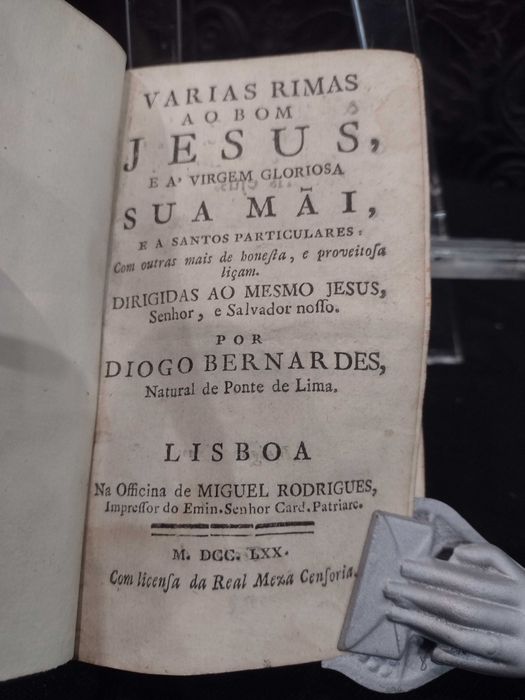 VARIAS RIMAS
AO BOM
JESUS,
E A' VIRGEM GLORIOSA
SUA MÃI,
E A SANTOS PARTICULARES:
Com outras mais de honeſta, e proveitoſa
liçam.
DIRIGIDAS AO MESMO JESUS,
Senhor, e Salvador noſſo.
POR
DIOGO BERNARDES,
Natural de Ponte de Lima.
LISBOA
Na Officina de MIGUEL RODRIGUES,
Impreſſor do Emin. Senhor Card. Patriarc.
M. DCC. LXX.
Com licenſa da Real Meza Cenſoria.